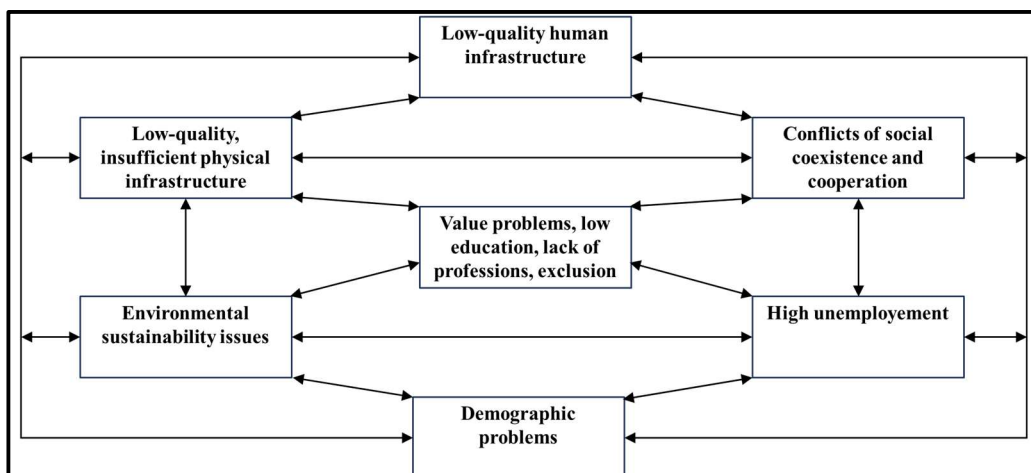 Low-quality human
infrastructure
Low-quality,
insufficient physical
infrastructure
Conflicts of social
coexistence and
cooperation
Value problems, low
education, lack of
professions, exclusion
Environmental
sustainability issues
High unemployement
Demographic
problems